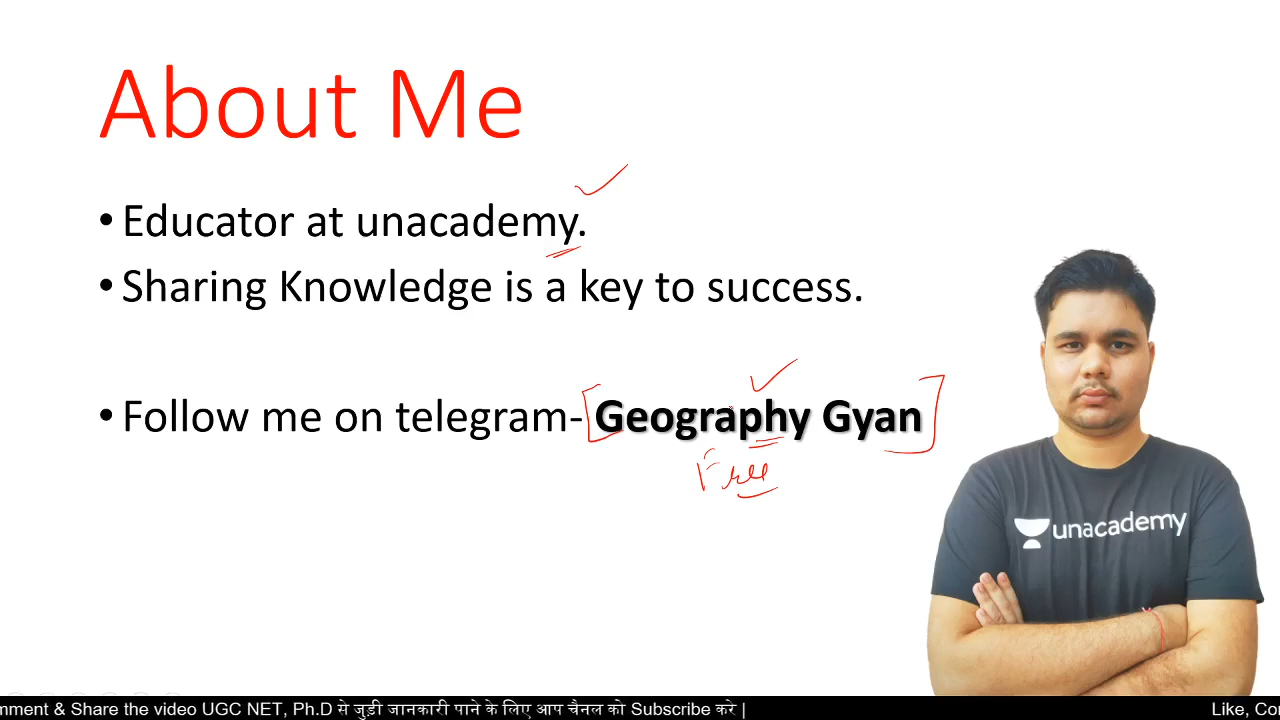 About Me
• Educator at unacademy.
• Sharing Knowledge is a key to success.
• Follow me on telegram- Geography Gyan
Free
unacademy
mment & Share the video UGC NET, Ph.D से जुड़ी जानकारी पाने के लिए आप चैनल को Subscribe करे | Like, Con